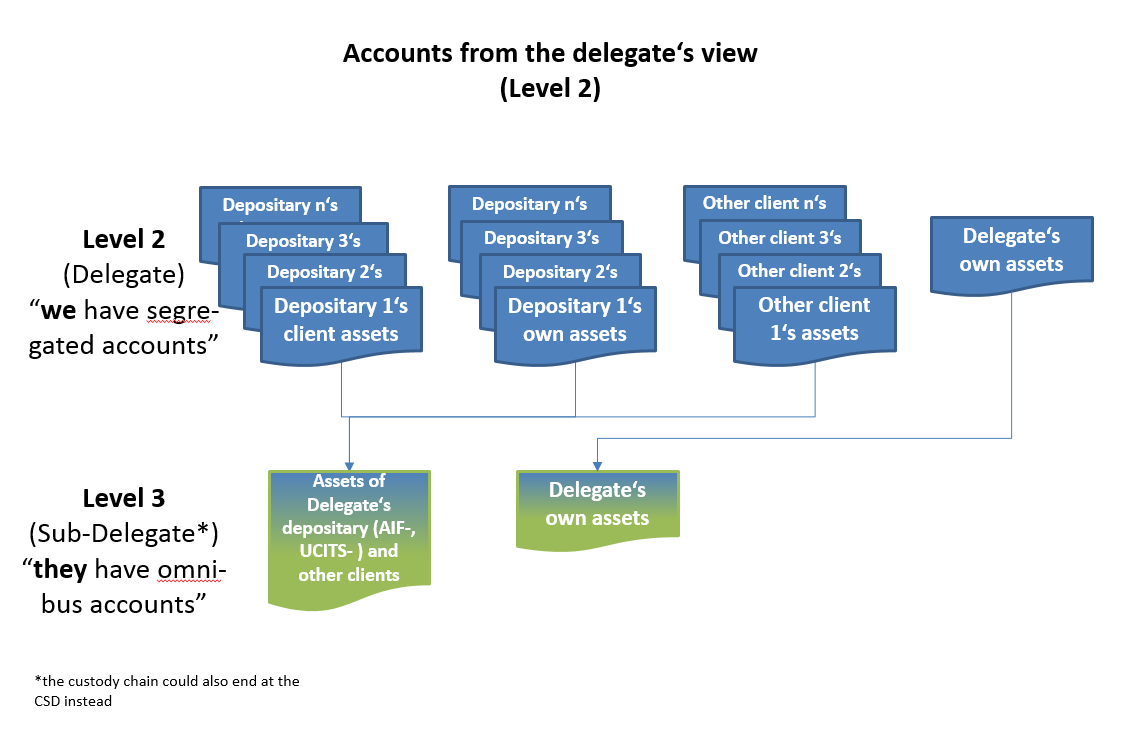 Accounts from the delegate‘s view
(Level 2)
Level 2
(Delegate)
“we have segre-
gated accounts”
Depositary n‘s
Depositary 3‘s
Depositary 2‘s
Depositary 1‘s
client assets
Depositary n‘s
Depositary 3‘s
Depositary 2‘s
Depositary 1‘s
own assets
Other client n‘s
Other client 3‘s
Other client 2‘s
Other client
1‘s assets
Delegate‘s
own assets
Level 3
(Sub-Delegate*)
“they have omni-
bus accounts”
Assets of
Delegate‘s
depositary (AIF-,
UCITS- ) and
other clients
Delegate‘s
own assets
*the custody chain could also end at the
CSD instead